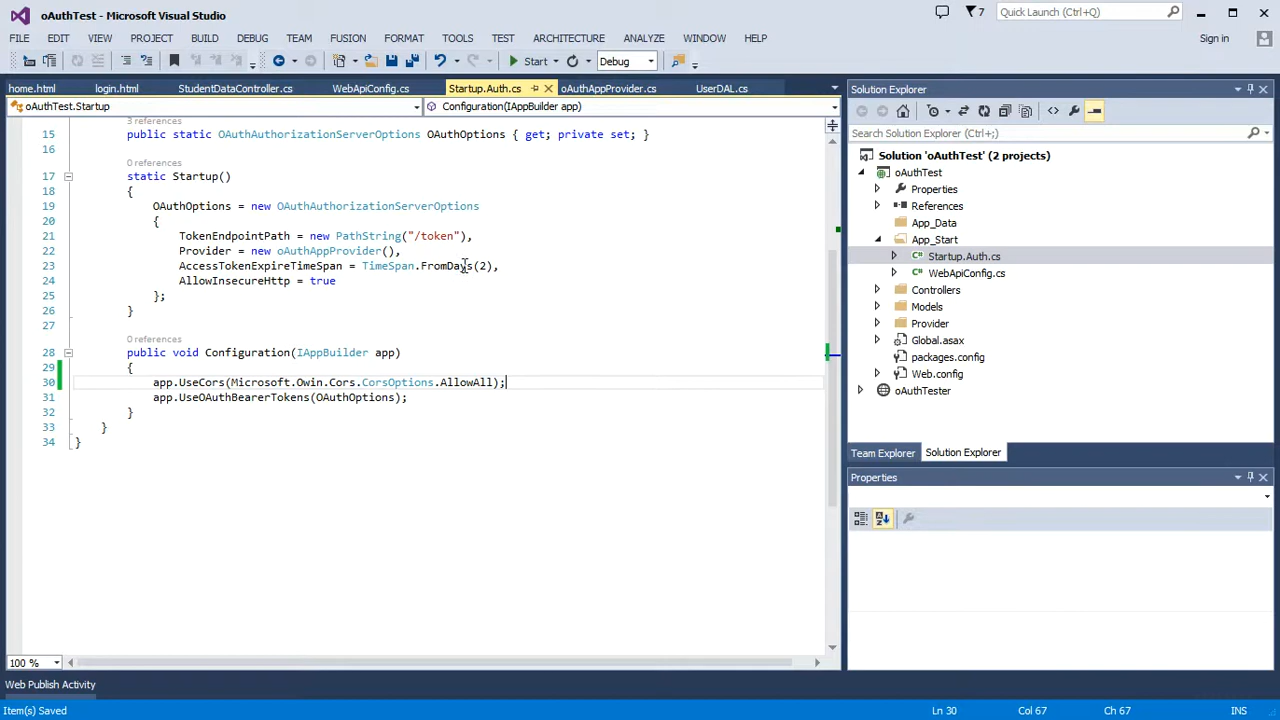 oAuthTest - Microsoft Visual Studio
7
Quick Launch (Ctrl+Q)
FILE EDIT VIEW PROJECT BUILD DEBUG TEAM FUSION FORMAT TOOLS TEST ARCHITECTURE ANALYZE WINDOW HELP
Sign in
Start
Debug
home.html login.html StudentDataController.cs WebApiConfig.cs Startup.Auth.cs oAuthAppProvider.cs UserDAL.cs
oAuthTest.Startup
Configuration(IAppBuilder app)
3 references
15 public static OAuthAuthorizationServerOptions OAuthOptions { get; private set; }
16
0 references
17 static Startup()
18 {
19 OAuthOptions = new OAuthAuthorizationServerOptions
20 {
21 TokenEndpointPath = new PathString("/token"),
22 Provider = new oAuthAppProvider(),
23 AccessTokenExpireTimeSpan = TimeSpan.FromDays(2),
24 AllowInsecureHttp = true
25 };
26 }
27
0 references
28 public void Configuration(IAppBuilder app)
29 {
30 app.UseCors(Microsoft.Owin.Cors.CorsOptions.AllowAll);
31 app.UseOAuthBearerTokens(OAuthOptions);
32 }
33 }
34 }
100 %
Solution Explorer
Search Solution Explorer (Ctrl+;)
Solution 'oAuthTest' (2 projects)
oAuthTest
Properties
References
App_Data
App_Start
Startup.Auth.cs
WebApiConfig.cs
Controllers
Models
Provider
Global.asax
packages.config
Web.config
oAuthTester
Team Explorer Solution Explorer
Properties
Web Publish Activity
Item(s) Saved
Ln 30 Col 67 Ch 67 INS